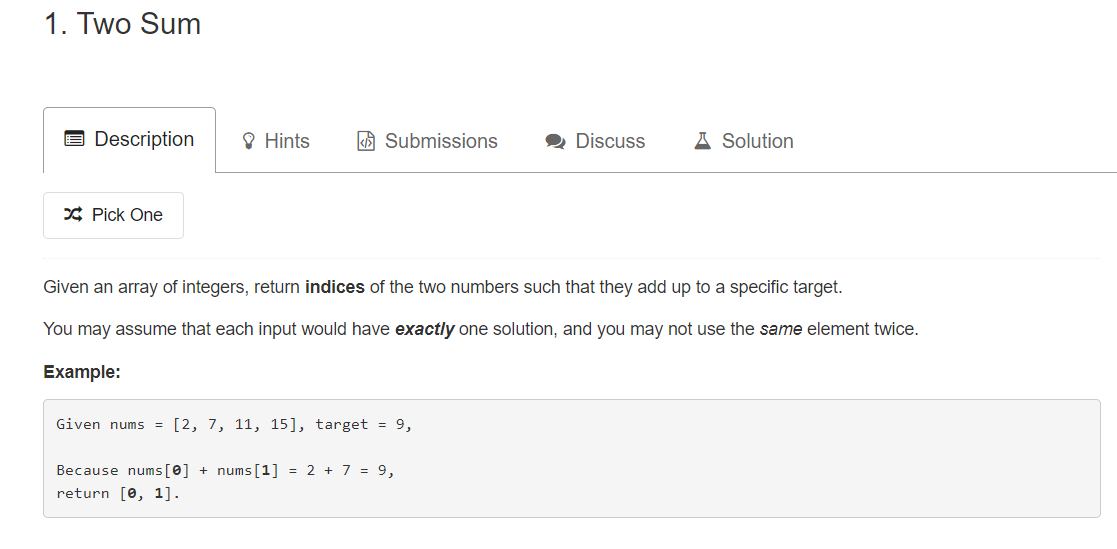 1. Two Sum
Description
Hints
Submissions
Discuss
Solution
Pick One
Given an array of integers, return indices of the two numbers such that they add up to a specific target.
You may assume that each input would have exactly one solution, and you may not use the same element twice.
Example:
Given nums = [2, 7, 11, 15], target = 9,
Because nums[0] + nums[1] = 2 + 7 = 9,
return [0, 1].